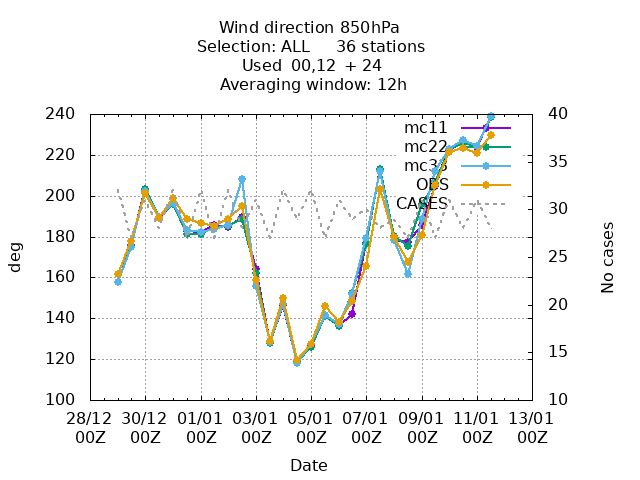 Wind direction 850hPa
Selection: ALL 36 stations
Used 00,12 + 24
Averaging window: 12h
240 40
mc11
mc22
220 35
mc33
OBS
200 30
CASES
180 25
deg
No cases
160 20
140
120 15
100 10
28/12 30/12 01/01 03/01 05/01 07/01 09/01 11/01 13/01
00Z 00Z 00Z 00Z 00Z 00Z 00Z 00Z 00Z
Date